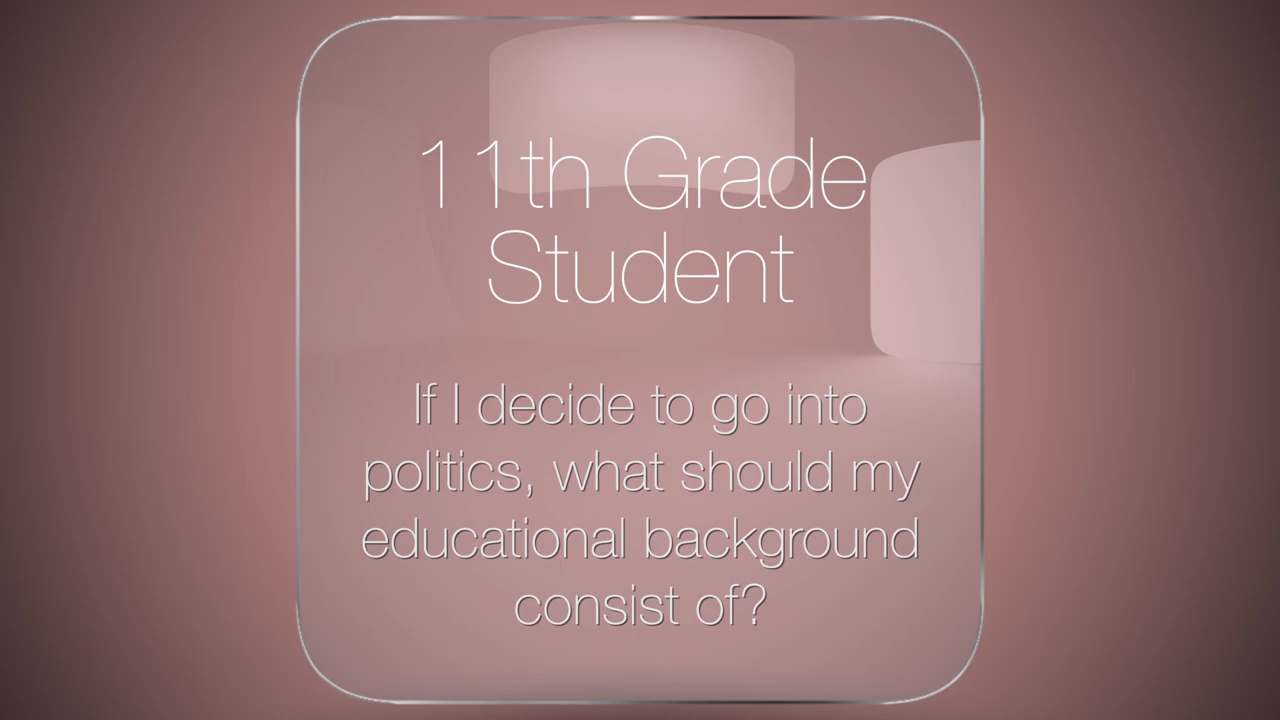 11th Grade
Student
If I decide to go into
politics, what should my
educational background
consist of?